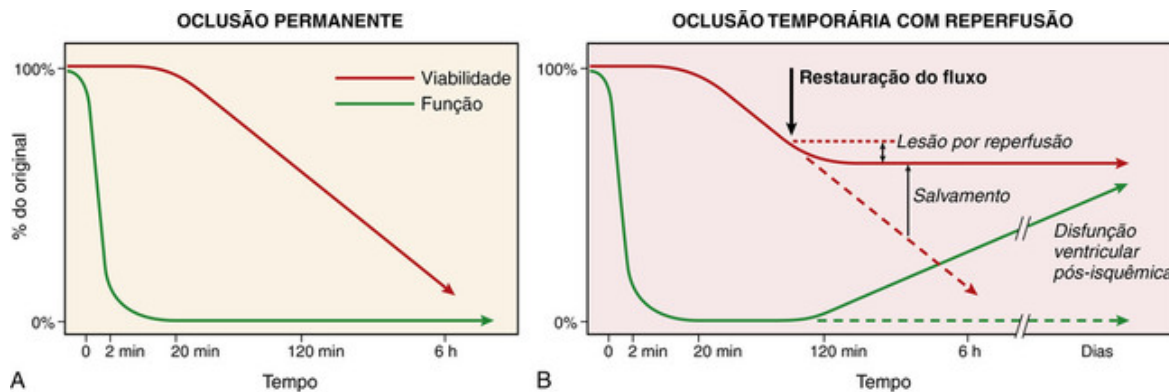 OCLUSÃO PERMANENTE
100%
Viabilidade
Função
% do original
0%
0 2 min 20 min 120 min 6 h
A Tempo
OCLUSÃO TEMPORÁRIA COM REPERFUSÃO
100%
Restauração do fluxo
Lesão por reperfusão
Salvamento
Disfunção
ventricular
pós-isquêmica
0%
0 2 min 20 min 120 min 6 h Dias
B Tempo